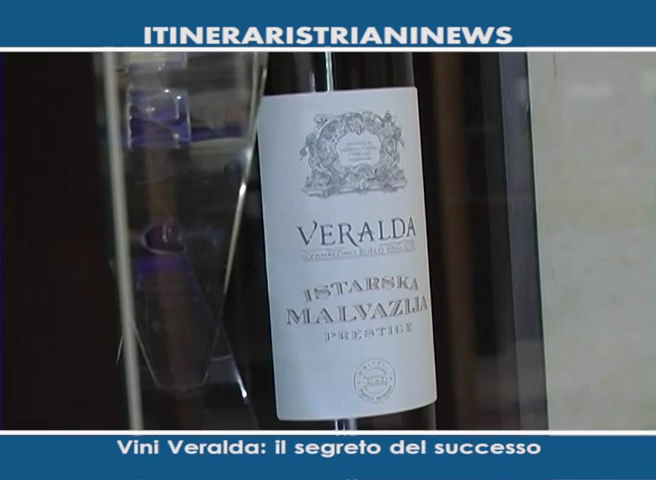 ITINERARISTRIANINEWS
VERALDA
ISTARSKA
MALVAZIJA
PRESTIGE
Vini Veralda: il segreto del successo